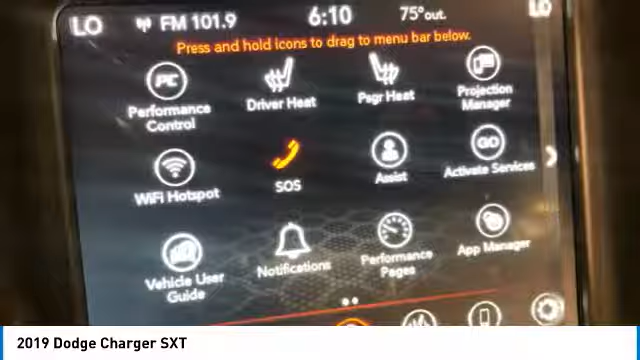 LO FM 101.9 6:10 75°out. LO
Press and hold icons to drag to menu bar below.
PC
Performance Control
Driver Heat
Psgr Heat
Projection Manager
WiFi Hotspot
SOS
Assist
GO
Activate Services
Vehicle User Guide
Notifications
Performance Pages
App Manager
2019 Dodge Charger SXT